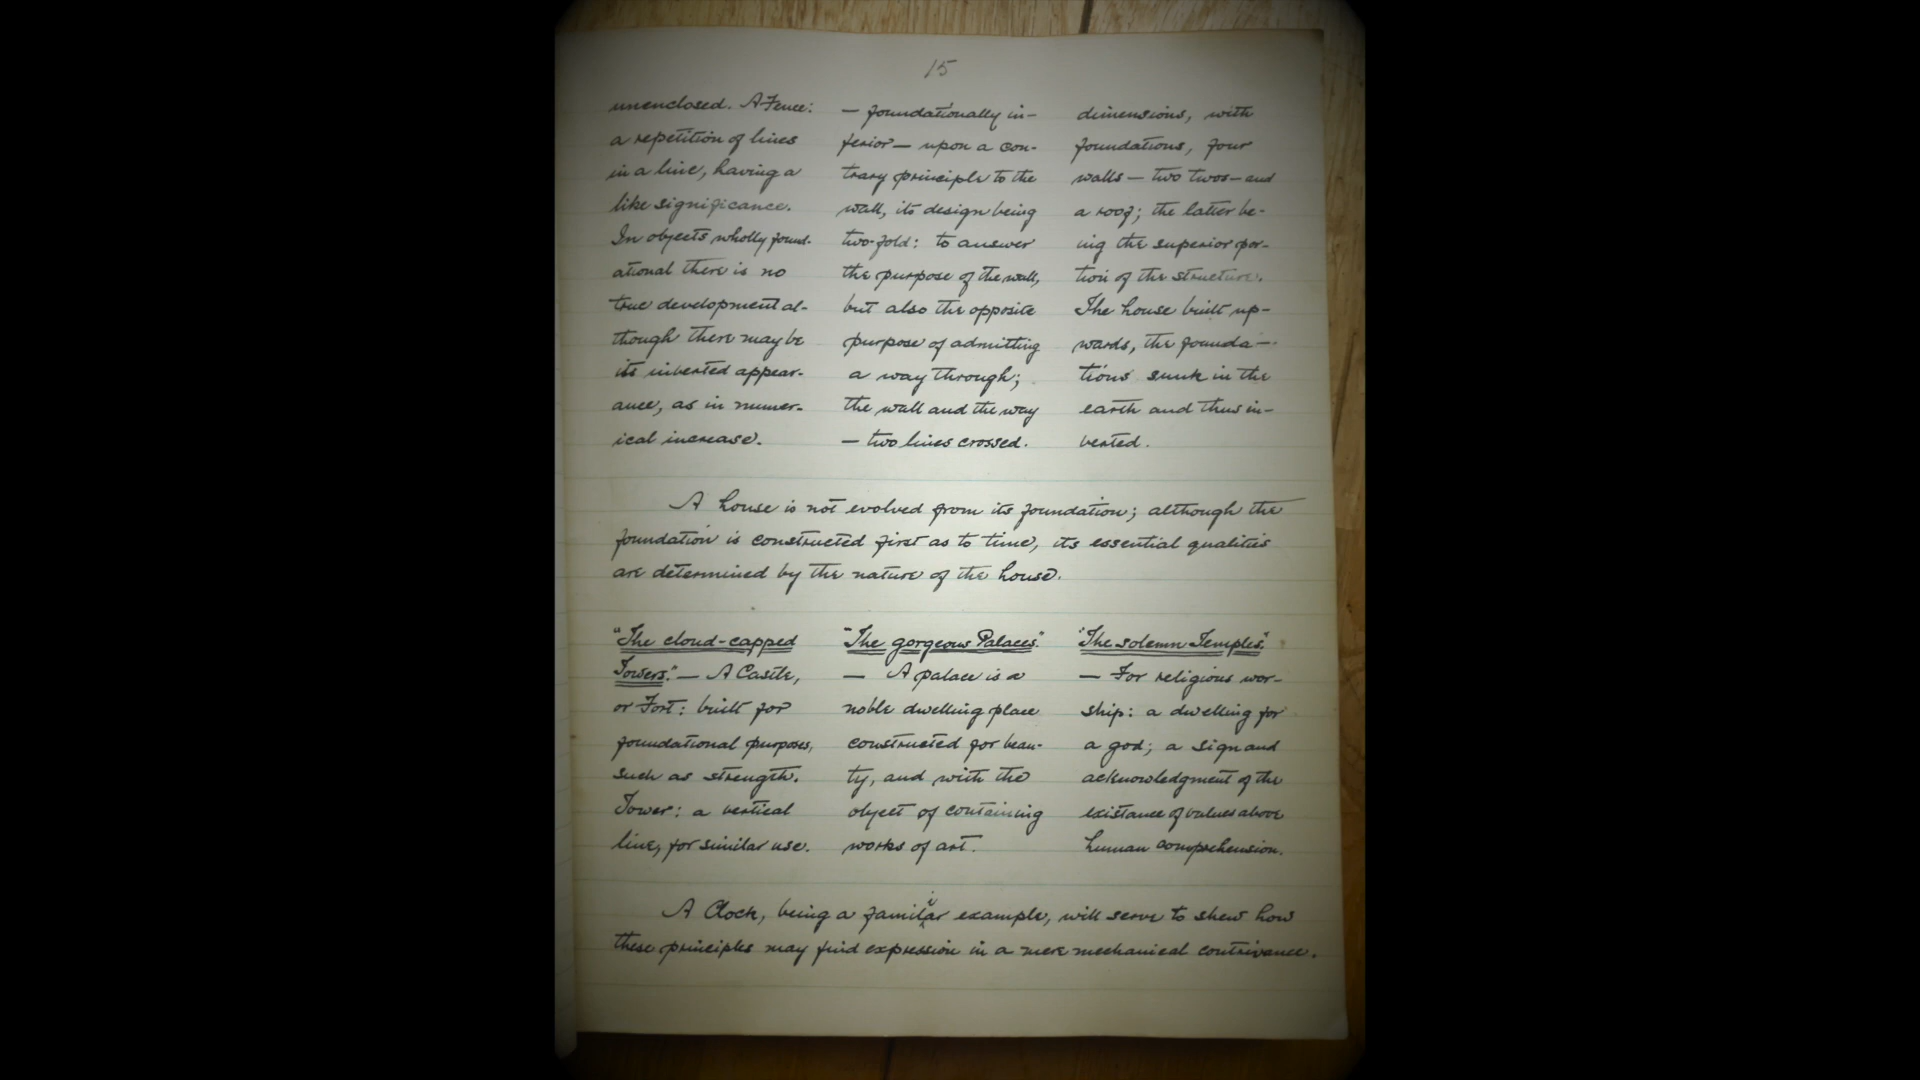 15
unenclosed. A Fence:
a repetition of lines
in a line, having a
like significance.
In objects wholly found-
ational there is no
true development al-
though there may be
its inverted appear-
ance, as in numer-
ical increase.
— foundationally in-
ferior — upon a con-
trary principle to the
wall, its design being
two-fold: to answer
the purpose of the wall,
but also the opposite
purpose of admitting
a way through;
the wall and the way
— two lines crossed.
dimensions, with
foundations, four
walls — two twos — and
a roof; the latter be-
ing the superior por-
tion of the structure.
The house built up-
wards, the founda-
tions sunk in the
earth and thus in-
verted.
A house is not evolved from its foundation; although the
foundation is constructed first as to time, its essential qualities
are determined by the nature of the house.
"The cloud-capped
Towers." — A Castle,
or Fort: built for
foundational purposes,
such as strength.
Tower: a vertical
line, for similar use.
"The gorgeous Palaces."
— A palace is a
noble dwelling place
constructed for beau-
ty, and with the
object of containing
works of art.
"The solemn Temples."
— For religious wor-
ship: a dwelling for
a god; a sign and
acknowledgment of the
existance of values above
human comprehension.
A Clock, being a familiar example, will serve to shew how
these principles may find expression in a mere mechanical contrivance.